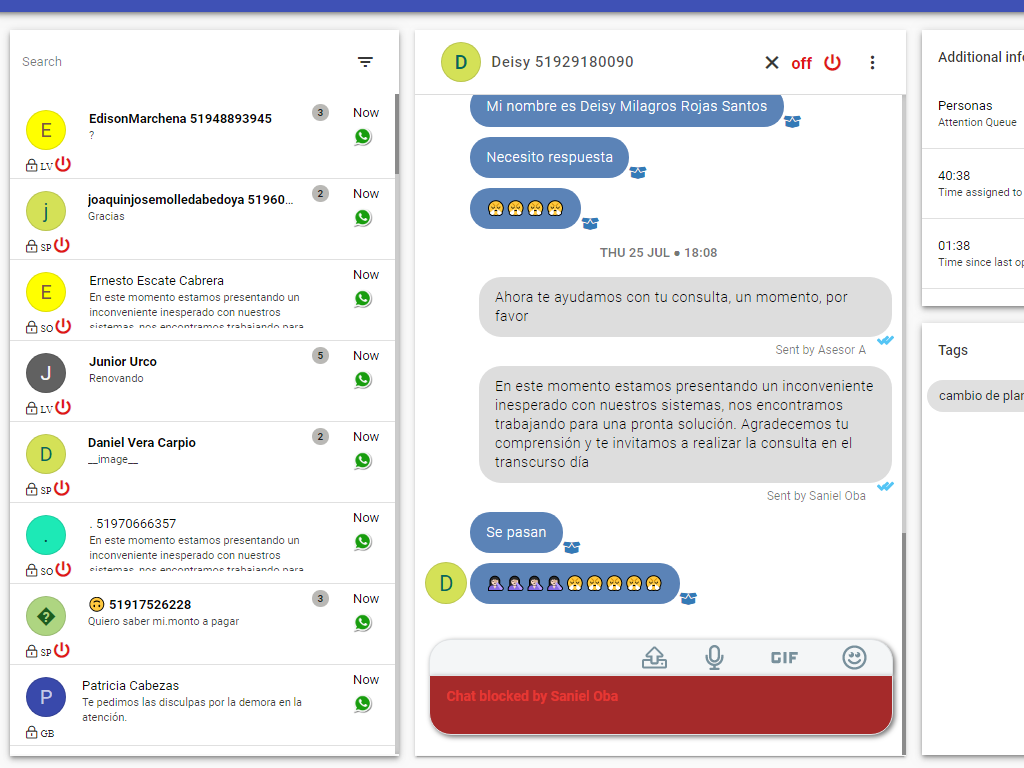 Search
E
EdisonMarchena 51948893945
?
3
Now
LV
j
joaquinjosemolledabedoya 51960...
Gracias
2
Now
SP
E
Ernesto Escate Cabrera
En este momento estamos presentando un
inconveniente inesperado con nuestros
sistemas, nos encontramos trabajando para
Now
SO
J
Junior Urco
Renovando
5
Now
LV
D
Daniel Vera Carpio
__image__
2
Now
SP
.
. 51970666357
En este momento estamos presentando un
inconveniente inesperado con nuestros
sistemas, nos encontramos trabajando para
Now
SO
�
🙃 51917526228
Quiero saber mi.monto a pagar
3
Now
SP
P
Patricia Cabezas
Te pedimos las disculpas por la demora en la
atención.
Now
GB
D
Deisy 51929180090
off
Mi nombre es Deisy Milagros Rojas Santos
Necesito respuesta
😤😤😤😤
THU 25 JUL ● 18:08
Ahora te ayudamos con tu consulta, un momento, por
favor
Sent by Asesor A
En este momento estamos presentando un inconveniente
inesperado con nuestros sistemas, nos encontramos
trabajando para una pronta solución. Agradecemos tu
comprensión y te invitamos a realizar la consulta en el
transcurso día
Sent by Saniel Oba
Se pasan
D
🤦🏻‍♀️🤦🏻‍♀️🤦🏻‍♀️🤦🏻‍♀️😤😤😤😤😤
GIF
Chat blocked by Saniel Oba
Additional info
Personas
Attention Queue
40:38
Time assigned to
01:38
Time since last op
Tags
cambio de plan